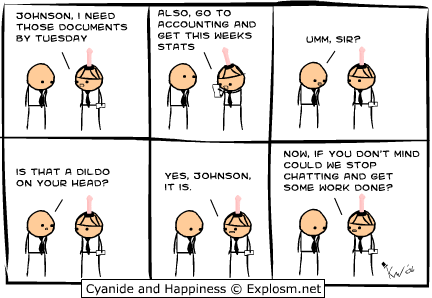 JOHNSON, I NEED
THOSE DOCUMENTS
BY TUESDAY
ALSO, GO TO
ACCOUNTING AND
GET THIS WEEKS
STATS
UMM, SIR?
IS THAT A DILDO
ON YOUR HEAD?
YES, JOHNSON,
IT IS.
NOW, IF YOU DON'T MIND
COULD WE STOP
CHATTING AND GET
SOME WORK DONE?
Cyanide and Happiness © Explosm.net